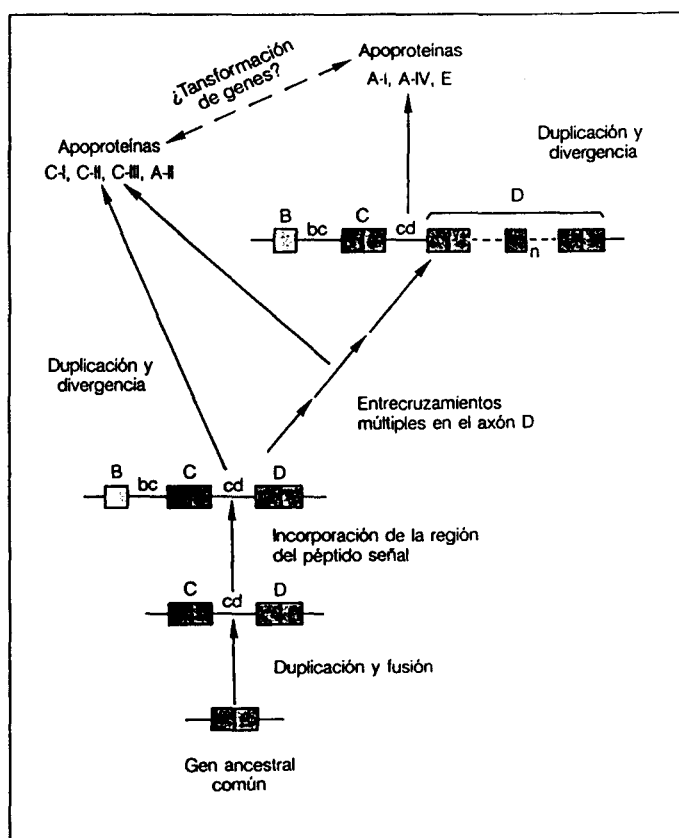 ¿Tansformación
de genes?
Apoproteínas
A-I, A-IV, E
Apoproteínas
C-I, C-II, C-III, A-II
Duplicación y
divergencia
D
B
bc
C
cd
n
Duplicación y
divergencia
Entrecruzamientos
múltiples en el axón D
B
bc
C
cd
D
Incorporación de la región
del péptido señal
C
cd
D
Duplicación y fusión
Gen ancestral
común